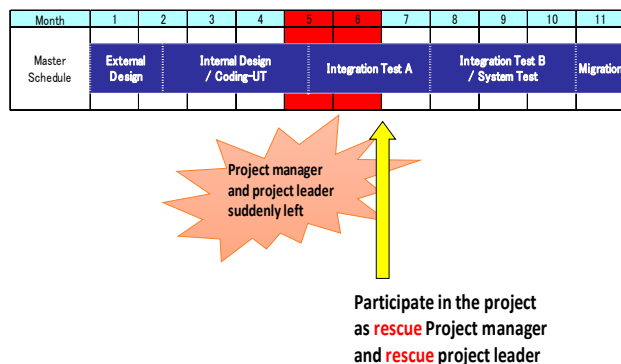 Month 1 2 3 4 5 6 7 8 9 10 11
Master
Schedule
External
Design
Internal Design
/ Coding-UT
Integration Test A
Integration Test B
/ System Test
Migration
Project manager
and project leader
suddenly left
Participate in the project
as rescue Project manager
and rescue project leader